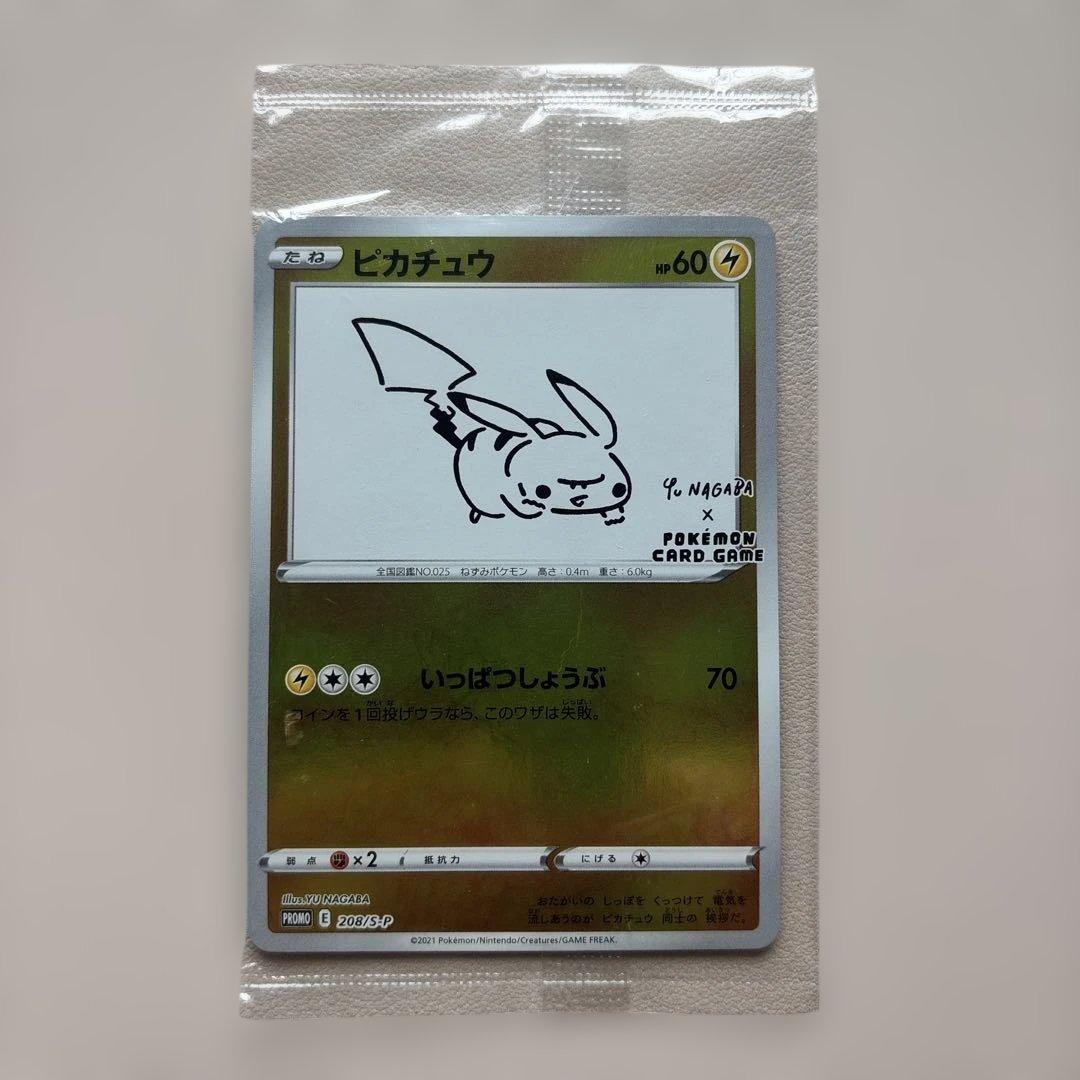 たね ピカチュウ HP60
Yu NAGABA
×
POKÉMON
CARD GAME
全国図鑑NO.025 ねずみポケモン 高さ:0.4m 重さ:6.0kg
いっぱつしょうぶ 70
コインを1回投げウラなら、このワザは失敗。
弱点 ×2 抵抗力 にげる
Illus.YU NAGABA
PROMO E 208/S-P
おたがいの しっぽを くっつけて 電気を
流しあうのが ピカチュウ 同士の 挨拶だ。
©2021 Pokémon/Nintendo/Creatures/GAME FREAK.